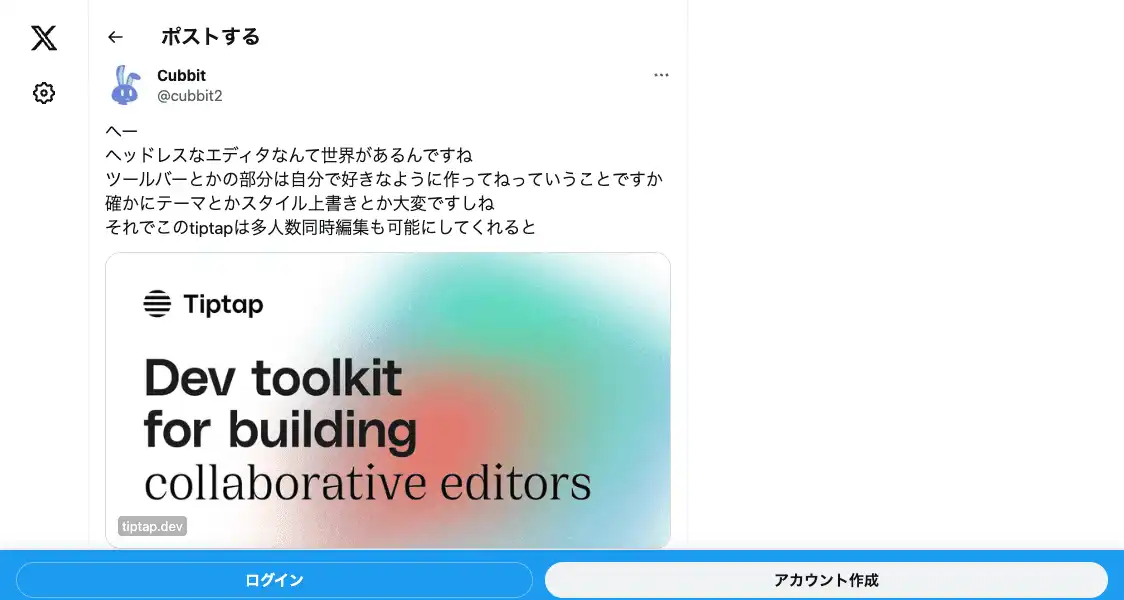 ポストする
Cubbit
@cubbit2
へー
ヘッドレスなエディタなんて世界があるんですね
ツールバーとかの部分は自分で好きなように作ってねっていうことですか
確かにテーマとかスタイル上書きとか大変ですしね
それでこのtiptapは多人数同時編集も可能にしてくれると
Tiptap
Dev toolkit
for building
collaborative editors
tiptap.dev
ログイン
アカウント作成